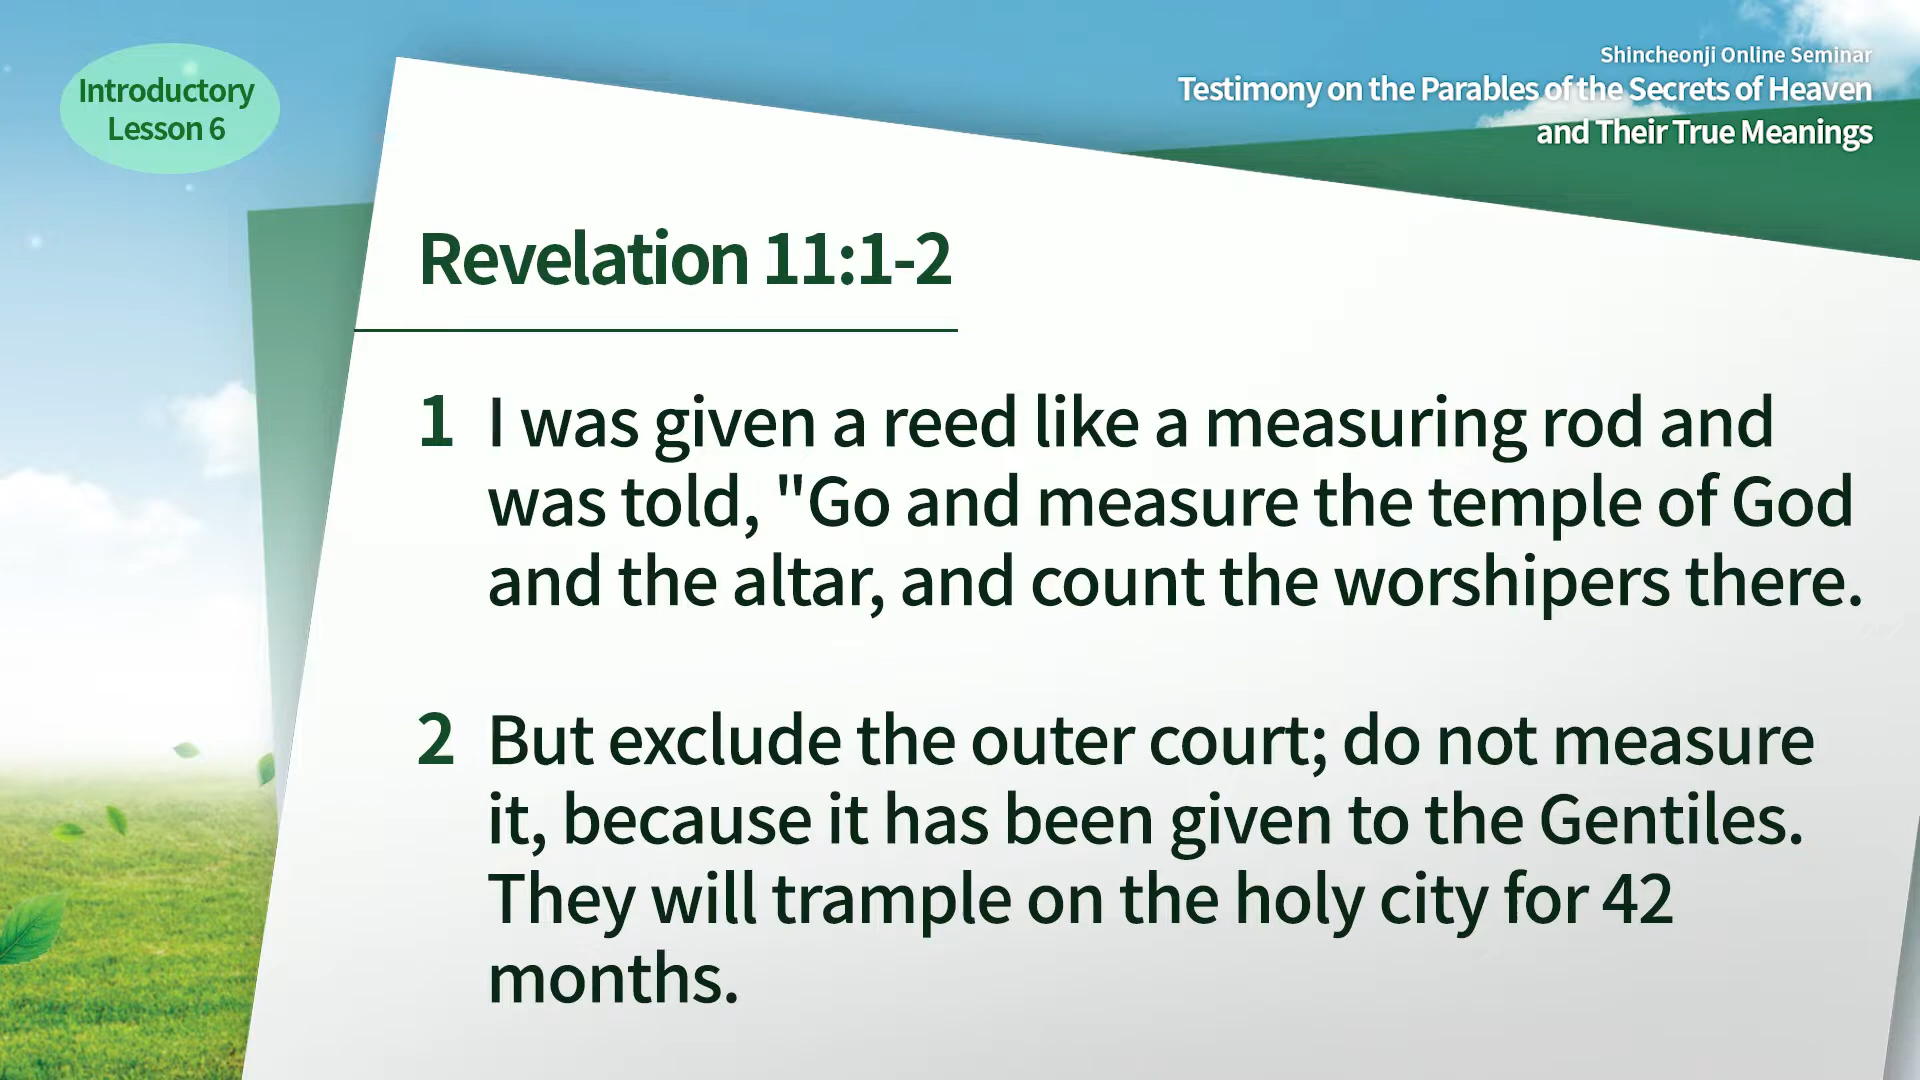 Introductory
Lesson 6
Shincheonji Online Seminar
Testimony on the Parables of the Secrets of Heaven
and Their True Meanings
Revelation 11:1-2
1 I was given a reed like a measuring rod and
was told, "Go and measure the temple of God
and the altar, and count the worshipers there.
2 But exclude the outer court; do not measure
it, because it has been given to the Gentiles.
They will trample on the holy city for 42
months.